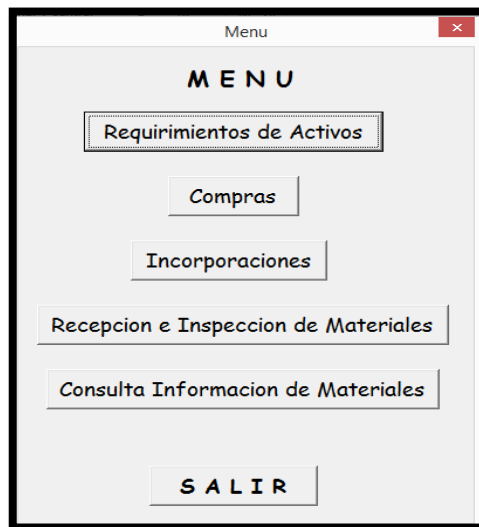 Menu
M E N U
Requirimientos de Activos
Compras
Incorporaciones
Recepcion e Inspeccion de Materiales
Consulta Informacion de Materiales
S A L I R